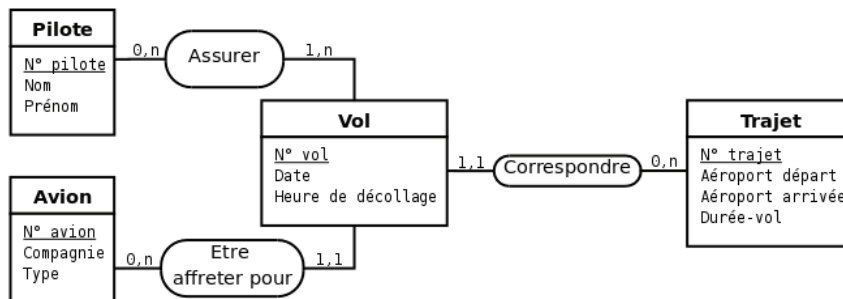 Pilote
N° pilote
Nom
Prénom
0,n
Assurer
1,n
Vol
N° vol
Date
Heure de décollage
1,1
Correspondre
0,n
Trajet
N° trajet
Aéroport départ
Aéroport arrivée
Durée-vol
Avion
N° avion
Compagnie
Type
0,n
Etre
affreter pour
1,1